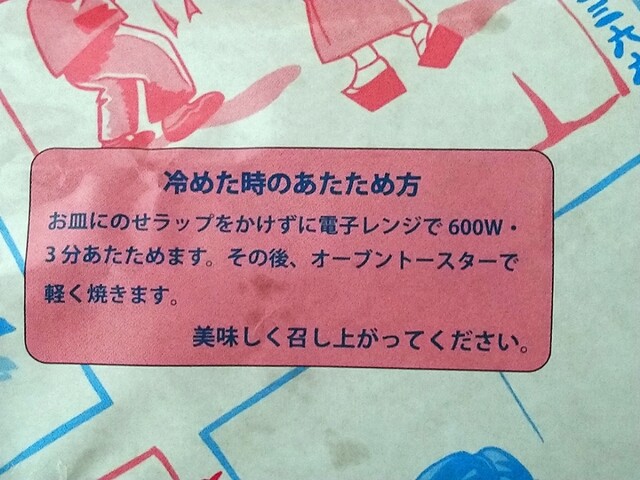 冷めた時のあたため方
お皿にのせラップをかけずに電子レンジで 600W・
3 分あたためます。その後、オーブントースターで
軽く焼きます。
美味しく召し上がってください。